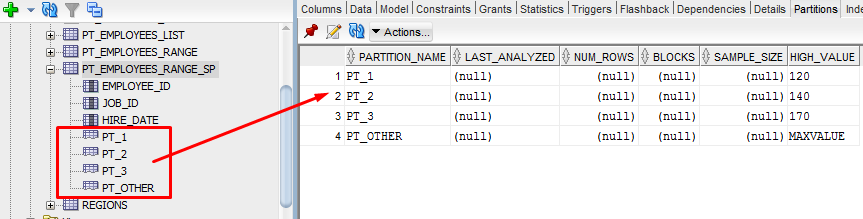 PT_EMPLOYEES_LIST
PT_EMPLOYEES_RANGE
PT_EMPLOYEES_RANGE_SP
EMPLOYEE_ID
JOB_ID
HIRE_DATE
PT_1
PT_2
PT_3
PT_OTHER
REGIONS
Columns Data Model Constraints Grants Statistics Triggers Flashback Dependencies Details Partitions Inde
Actions...
PARTITION_NAME LAST_ANALYZED NUM_ROWS BLOCKS SAMPLE_SIZE HIGH_VALUE
1 PT_1 (null) (null) (null) (null) 120
2 PT_2 (null) (null) (null) (null) 140
3 PT_3 (null) (null) (null) (null) 170
4 PT_OTHER (null) (null) (null) (null) MAXVALUE